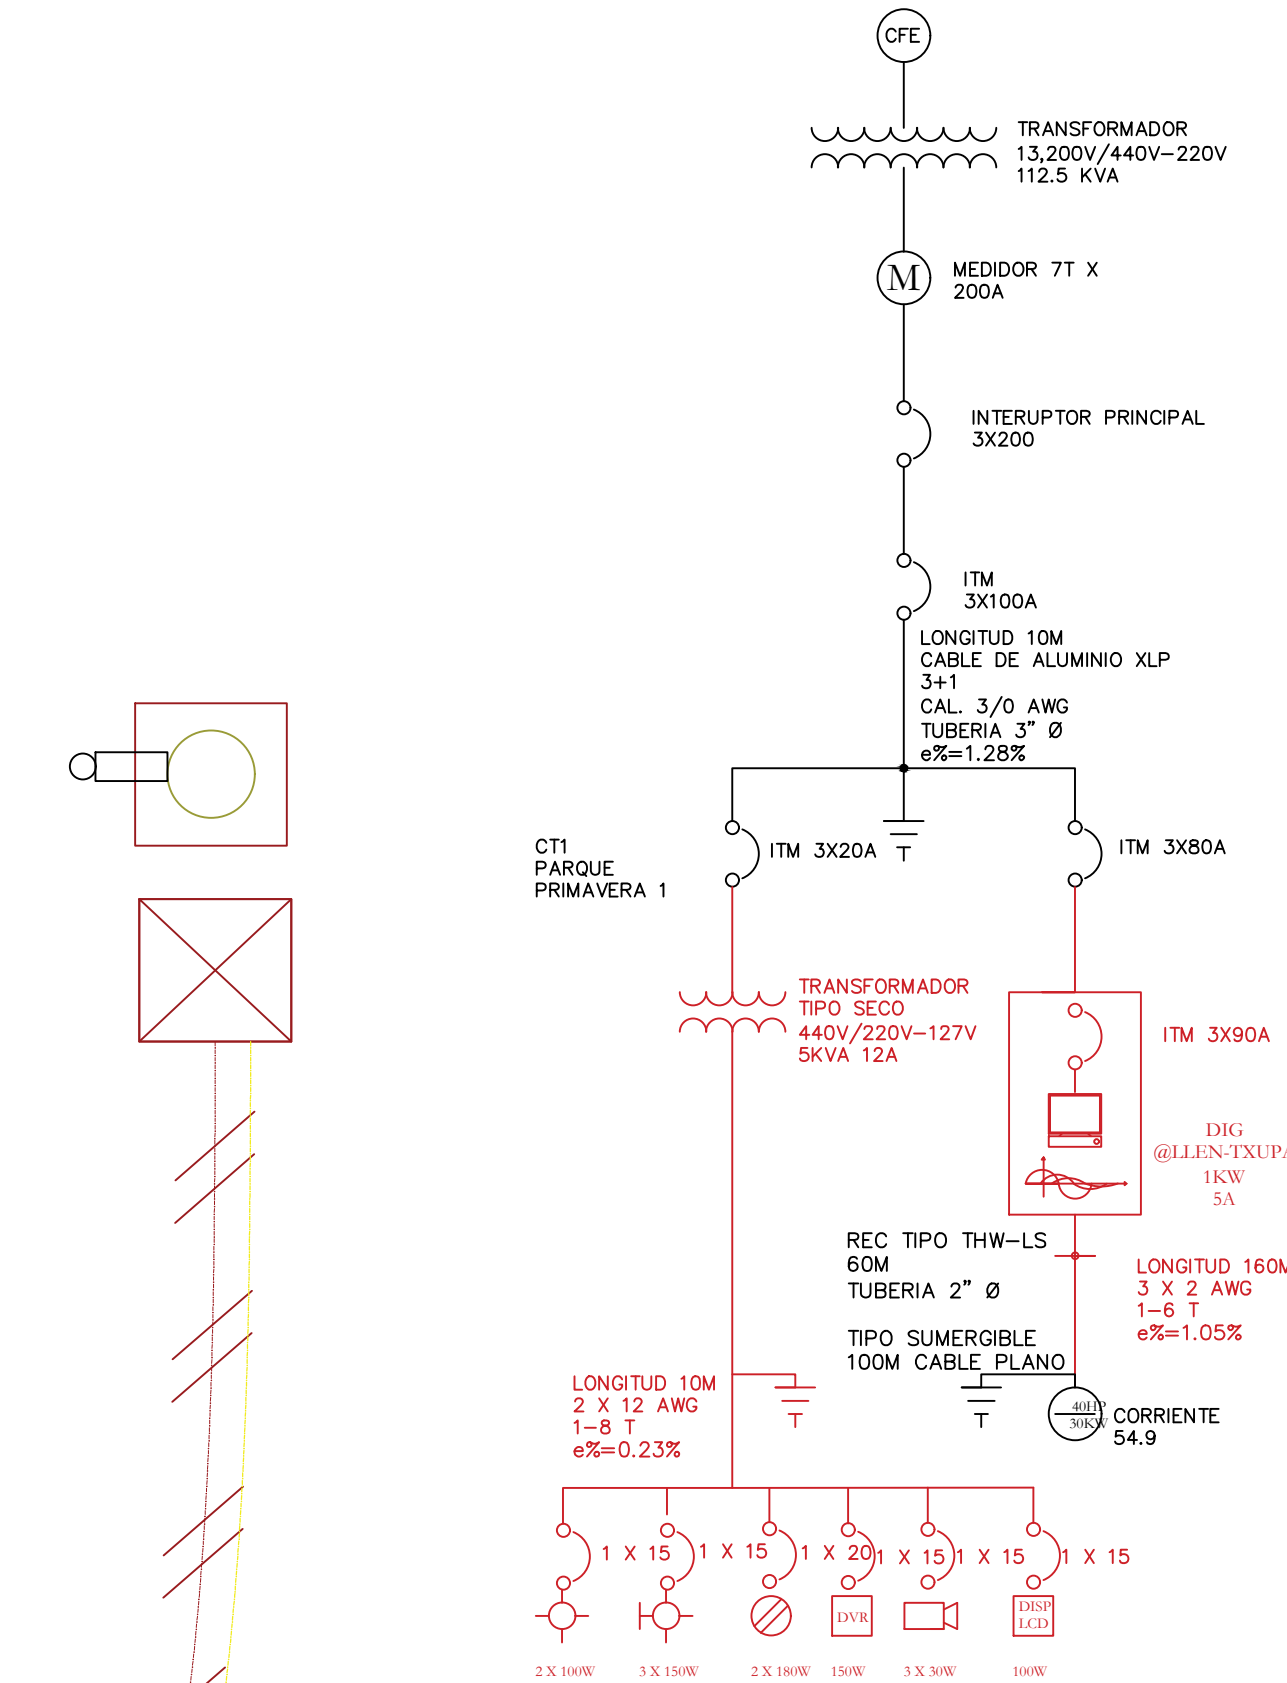 CFE
TRANSFORMADOR
13,200V/440V-220V
112.5 KVA
M
MEDIDOR 7T X
200A
INTERUPTOR PRINCIPAL
3X200
ITM
3X100A
LONGITUD 10M
CABLE DE ALUMINIO XLP
3+1
CAL. 3/0 AWG
TUBERIA 3” Ø
e%=1.28%
CT1
PARQUE
PRIMAVERA 1
ITM 3X20A
ITM 3X80A
TRANSFORMADOR
TIPO SECO
440V/220V-127V
5KVA 12A
ITM 3X90A
DIG
@LLEN-TXUPA
1KW
5A
REC TIPO THW-LS
60M
TUBERIA 2” Ø
LONGITUD 160M
3 X 2 AWG
1-6 T
e%=1.05%
TIPO SUMERGIBLE
100M CABLE PLANO
LONGITUD 10M
2 X 12 AWG
1-8 T
e%=0.23%
40HP
30KW
CORRIENTE
54.9
1 X 15
1 X 15
1 X 20
1 X 15
1 X 15
1 X 15
DVR
DISP
LCD
2 X 100W
3 X 150W
2 X 180W
150W
3 X 30W
100W